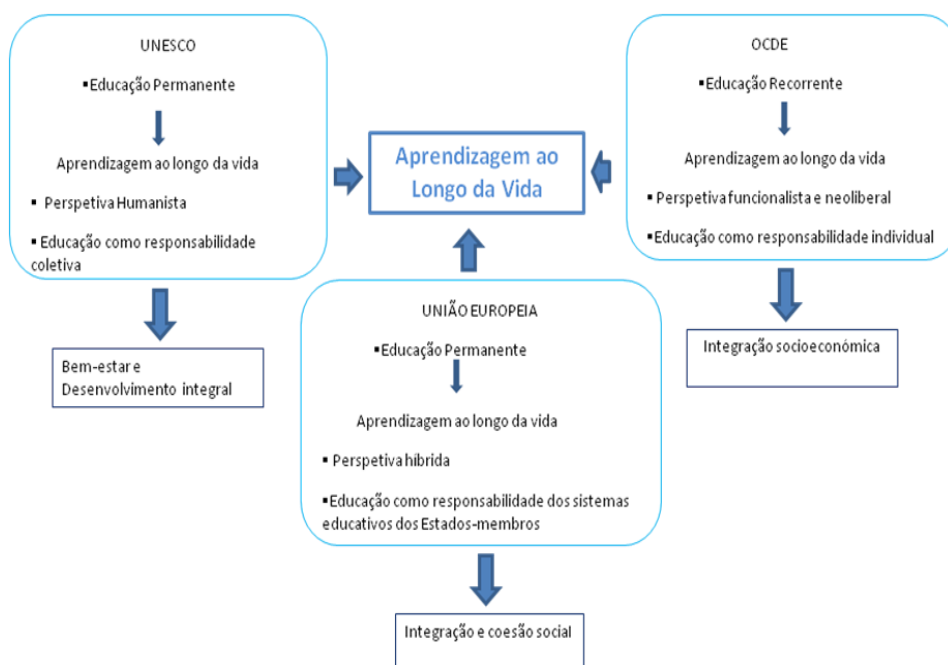 UNESCO
▪Educação Permanente
Aprendizagem ao longo da vida
▪ Perspetiva Humanista
▪ Educação como responsabilidade
coletiva
Bem-estar e
Desenvolvimento integral
Aprendizagem ao
Longo da Vida
OCDE
▪Educação Recorrente
Aprendizagem ao longo da vida
▪ Perspetiva funcionalista e neoliberal
▪Educação como responsabilidade individual
Integração socioeconómica
UNIÃO EUROPEIA
▪Educação Permanente
Aprendizagem ao longo da vida
▪ Perspetiva híbrida
▪Educação como responsabilidade dos sistemas
educativos dos Estados-membros
Integração e coesão social